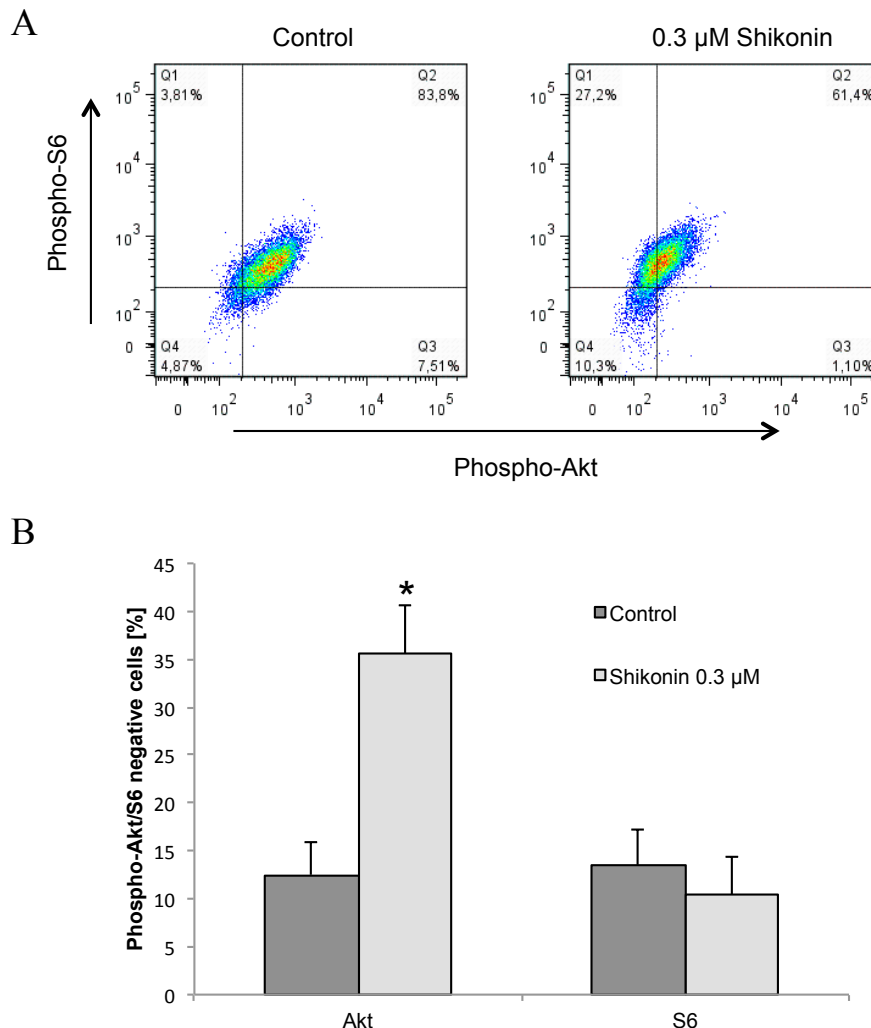 A
Control
0.3 µM Shikonin
Phospho-S6
10^5
10^4
10^3
10^2
0
Q1
3,81%
Q2
83,8%
Q4
4,87%
Q3
7,51%
0 10^2 10^3 10^4 10^5
10^5
10^4
10^3
10^2
0
Q1
27,2%
Q2
61,4%
Q4
10,3%
Q3
1,10%
0 10^2 10^3 10^4 10^5
Phospho-Akt
B
Phospho-Akt/S6 negative cells [%]
45
40
35
30
25
20
15
10
5
0
*
Control
Shikonin 0.3 µM
Akt
S6